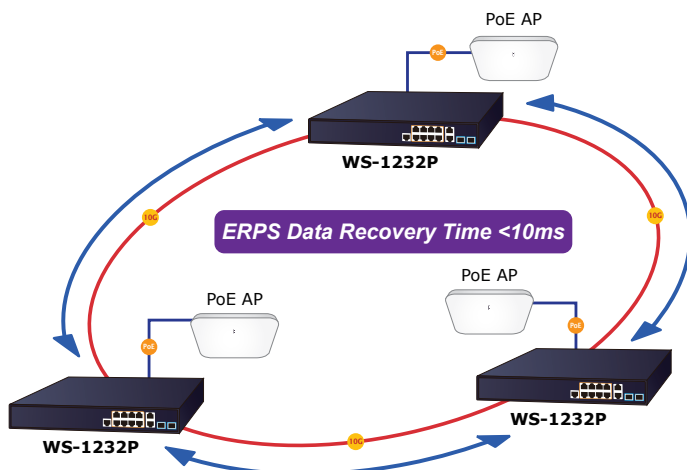 PoE AP
PoE
WS-1232P
10G
10G
ERPS Data Recovery Time <10ms
PoE AP
PoE AP
PoE
PoE
WS-1232P
WS-1232P
10G